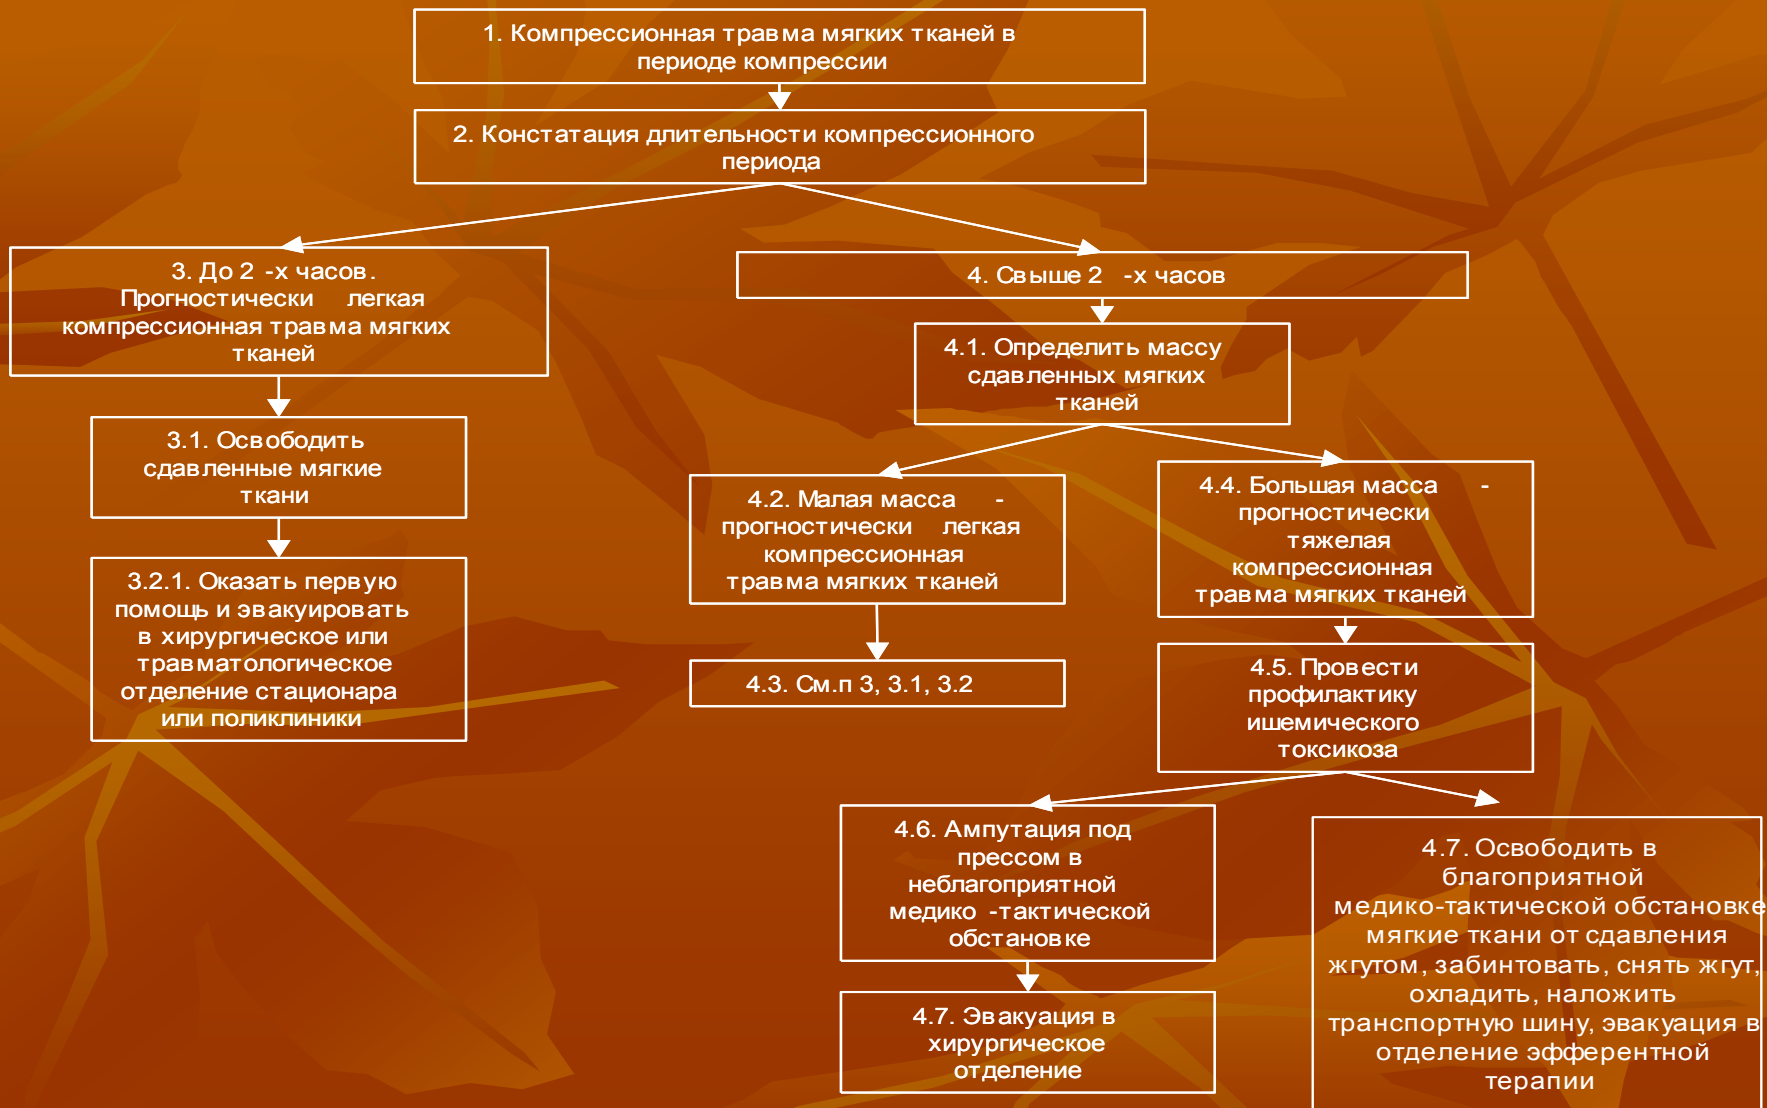 1. Компрессионная травма мягких тканей в
периоде компрессии
2. Констатация длительности компрессионного
периода
3. До 2 -х часов.
Прогностически легкая
компрессионная травма мягких
тканей
4. Свыше 2 -х часов
4.1. Определить массу
сдавленных мягких
тканей
3.1. Освободить
сдавленные мягкие
ткани
4.2. Малая масса -
прогностически легкая
компрессионная
травма мягких тканей
4.4. Большая масса -
прогностически
тяжелая
компрессионная
травма мягких тканей
3.2.1. Оказать первую
помощь и эвакуировать
в хирургическое или
травматологическое
отделение стационара
или поликлиники
4.3. См.п 3, 3.1, 3.2
4.5. Провести
профилактику
ишемического
токсикоза
4.6. Ампутация под
прессом в
неблагоприятной
медико -тактической
обстановке
4.7. Освободить в
благоприятной
медико-тактической обстановке
мягкие ткани от сдавления
жгутом, забинтовать, снять жгут,
охладить, наложить
транспортную шину, эвакуация в
отделение эфферентной
терапии
4.7. Эвакуация в
хирургическое
отделение